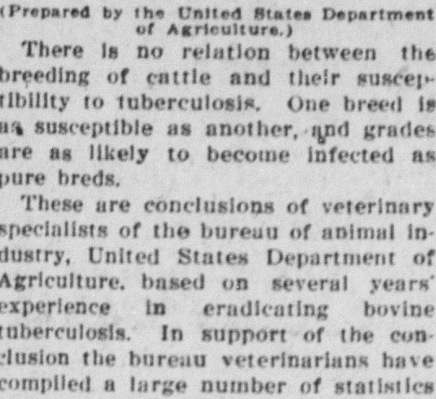 (Prepared by the United States Department
of Agriculture.)
There is no relation between the
breeding of cattle and their suscep-
tibility to tuberculosis. One breed is
as susceptible as another, and grades
are as likely to become infected as
pure breds.
These are conclusions of veterinary
specialists of the bureau of animal in-
dustry, United States Department of
Agriculture, based on several years'
experience in eradicating bovine
tuberculosis. In support of the con-
clusion the bureau veterinarians have
compiled a large number of statistics